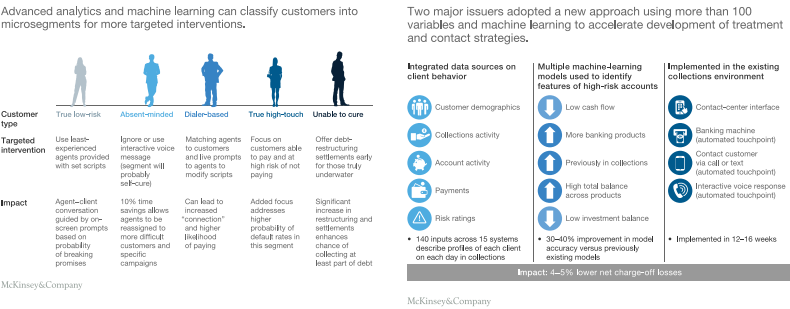 Advanced analytics and machine learning can classify customers into
microsegments for more targeted interventions.
Customer
type
True low-risk
Absent-minded
Dialer-based
True high-touch
Unable to cure
Targeted
intervention
Use least-
experienced
agents provided
with set scripts
Ignore or use
interactive voice
message
(segment will
probably
self-cure)
Matching agents
to customers
and live prompts
to agents to
modify scripts
Focus on
customers able
to pay and at
high risk of not
paying
Offer debt-
restructuring
settlements early
for those truly
underwater
Impact
Agent–client
conversation
guided by on-
screen prompts
based on
probability
of breaking
promises
10% time
savings allows
agents to be
reassigned to
more difficult
customers and
specific
campaigns
Can lead to
increased
"connection"
and higher
likelihood
of paying
Added focus
addresses
higher
probability of
default rates in
this segment
Significant
increase in
restructuring and
settlements
enhances
chance of
collecting at
least part of debt
McKinsey&Company
Two major issuers adopted a new approach using more than 100
variables and machine learning to accelerate development of treatment
and contact strategies.
Integrated data sources on
client behavior
Customer demographics
Collections activity
Account activity
Payments
Risk ratings
• 140 inputs across 15 systems
describe profiles of each client
on each day in collections
Multiple machine-learning
models used to identify
features of high-risk accounts
Low cash flow
More banking products
Previously in collections
High total balance
across products
Low investment balance
• 30–40% improvement in model
accuracy versus previously
existing models
Implemented in the existing
collections environment
Contact-center interface
Banking machine
(automated touchpoint)
Contact customer
via call or text
(automated touchpoint)
Interactive voice response
(automated touchpoint)
• Implemented in 12–16 weeks
Impact: 4–5% lower net charge-off losses
McKinsey&Company